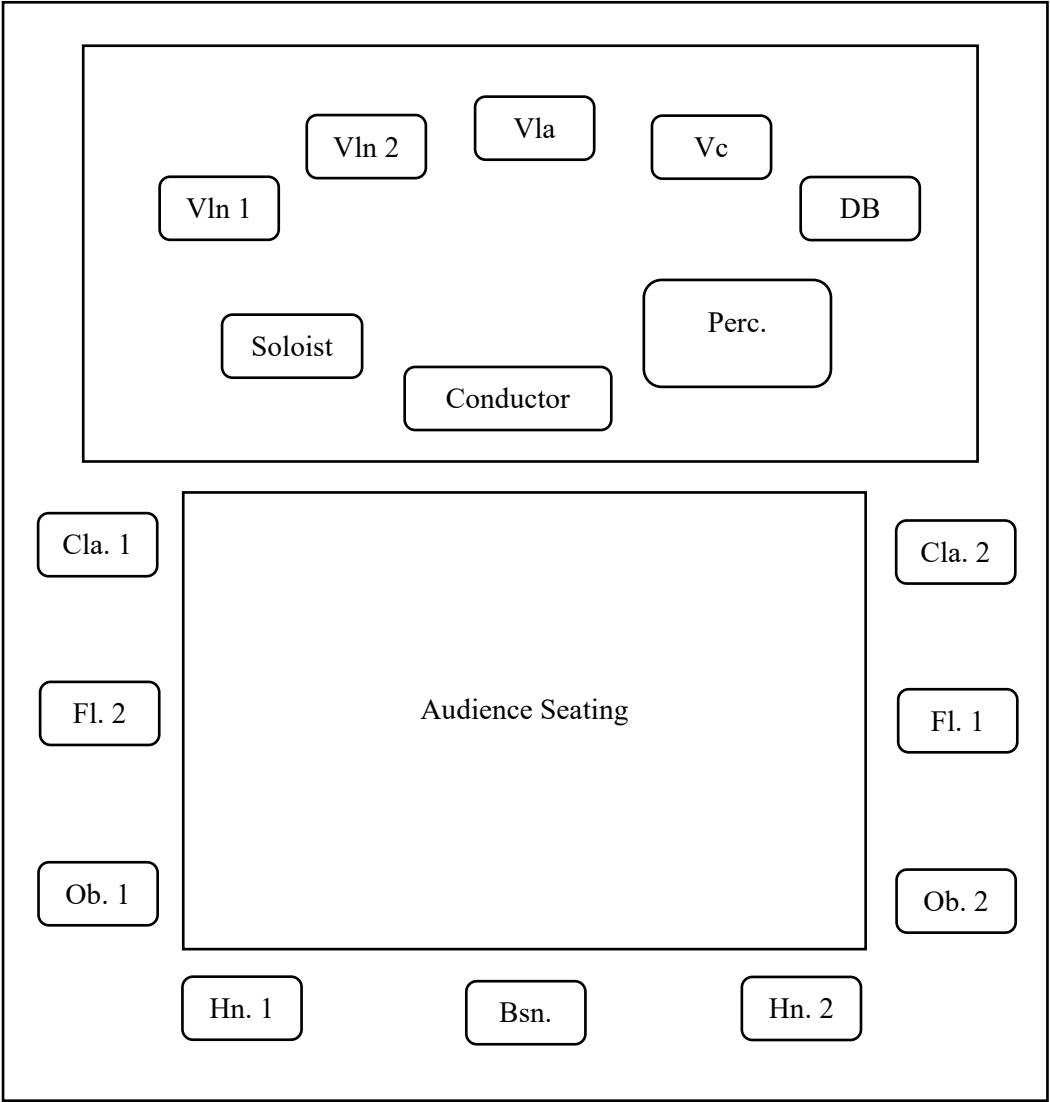 Vla
Vln 2
Vc
Vln 1
DB
Perc.
Soloist
Conductor
Cla. 1
Cla. 2
Audience Seating
Fl. 2
Fl. 1
Ob. 1
Ob. 2
Hn. 1
Bsn.
Hn. 2